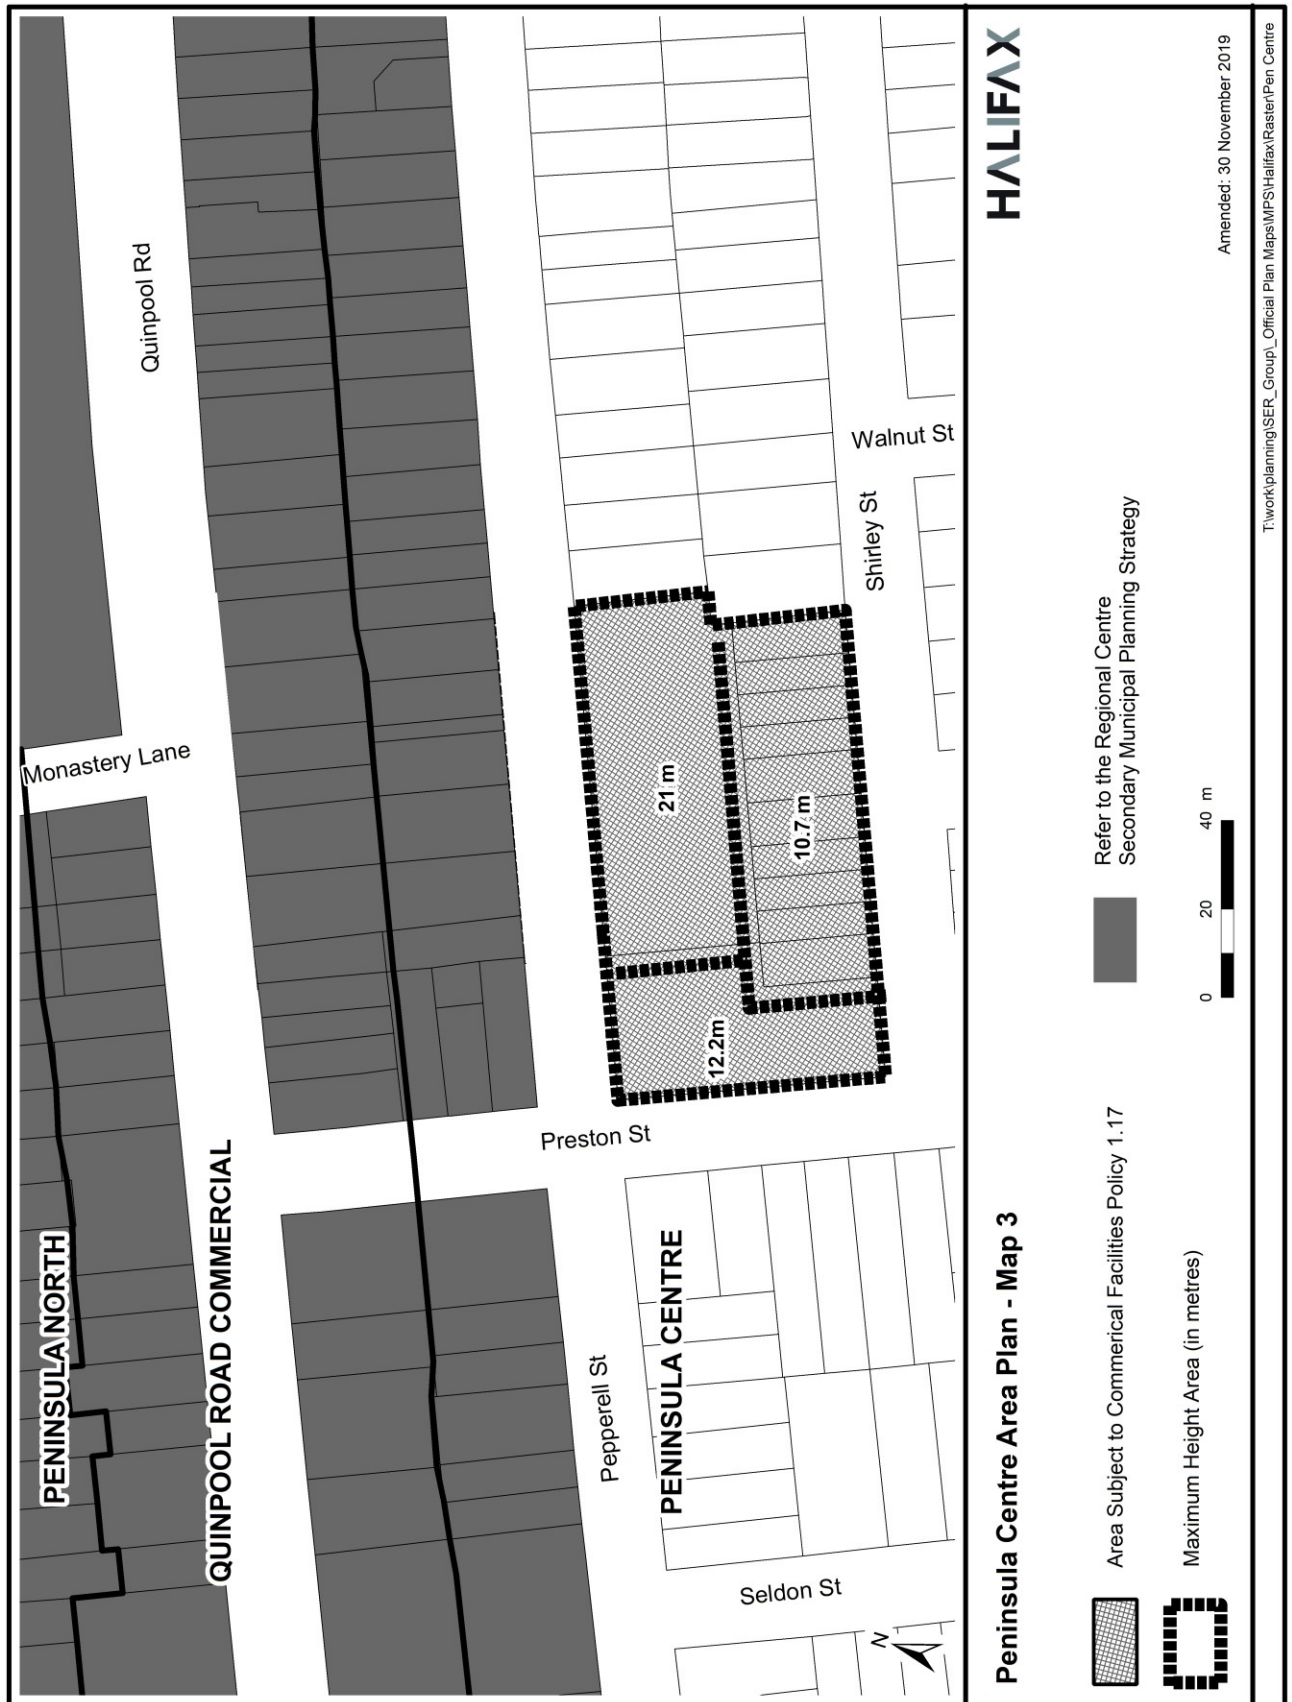 PENINSULA NORTH
Monastery Lane
Quinpool Rd
QUINPOOL ROAD COMMERCIAL
Preston St
Pepperell St
PENINSULA CENTRE
21 m
12.2m
10.7 m
Walnut St
Shirley St
Seldon St
N
Peninsula Centre Area Plan - Map 3
HALIFAX
Area Subject to Commerical Facilities Policy 1.17
Maximum Height Area (in metres)
Refer to the Regional Centre
Secondary Municipal Planning Strategy
0 20 40 m
Amended: 30 November 2019
T:\work\planning\SER_Group\_Official Plan Maps\MPS\Halifax\Raster\Pen Centre